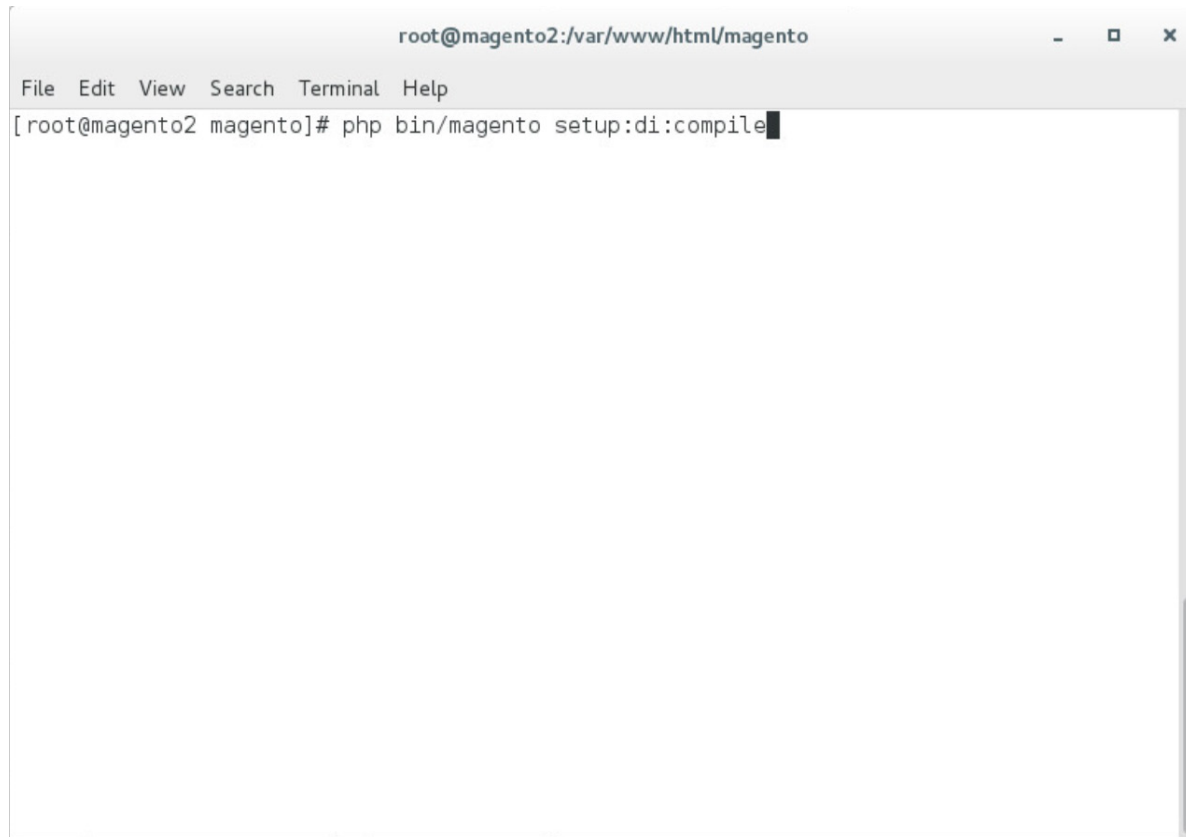 root@magento2:/var/www/html/magento
File Edit View Search Terminal Help
[root@magento2 magento]# php bin/magento setup:di:compile